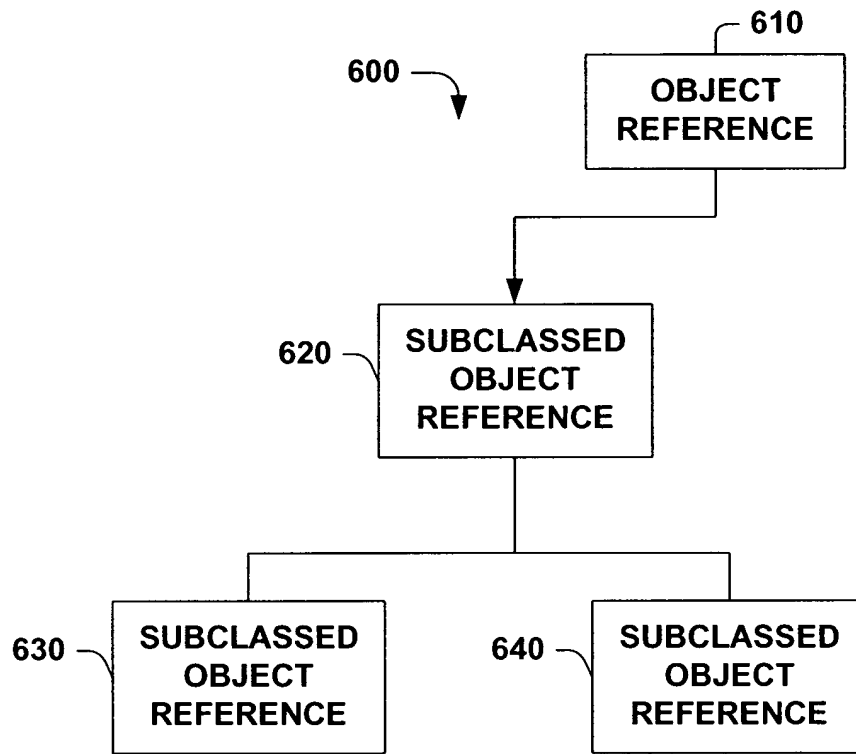 610
600
OBJECT
REFERENCE
620
SUBCLASSED
OBJECT
REFERENCE
630
SUBCLASSED
OBJECT
REFERENCE
640
SUBCLASSED
OBJECT
REFERENCE